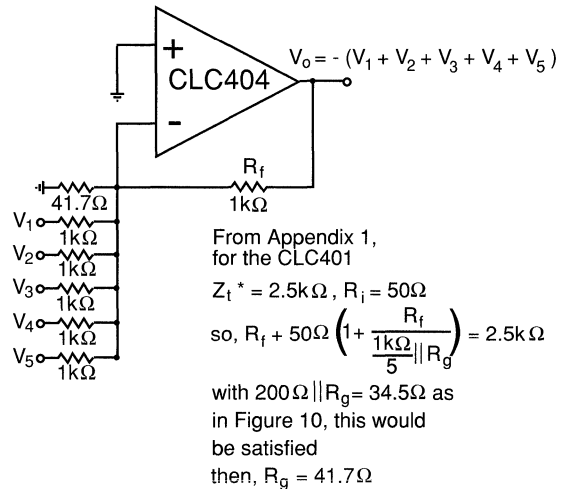 +
V₀ = - (V₁ + V₂ + V₃ + V₄ + V₅ )
CLC404
-
R_f
1kΩ
41.7Ω
V₁
1kΩ
V₂
1kΩ
V₃
1kΩ
V₄
1kΩ
V₅
1kΩ
From Appendix 1,
for the CLC401
Z_t * = 2.5kΩ , R_i = 50Ω
so, R_f + 50Ω (1+ R_f / (1kΩ/5 || R_g)) = 2.5kΩ
with 200Ω||R_g= 34.5Ω as
in Figure 10, this would
be satisfied
then, R_g = 41.7Ω